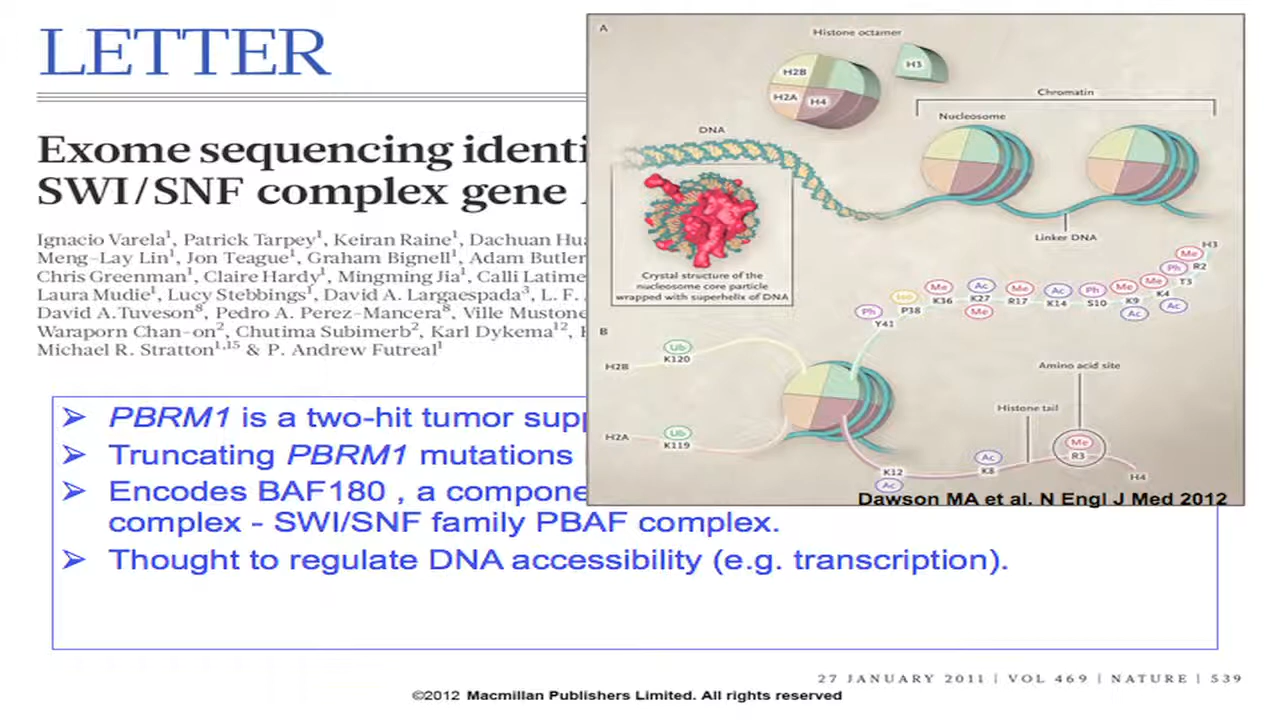 LETTER
Exome sequencing identi
SWI/SNF complex gene
Ignacio Varela¹, Patrick Tarpey¹, Keiran Raine¹, Dachuan Hu
Meng-Lay Lin¹, Jon Teague¹, Graham Bignell¹, Adam Butler
Chris Greenman¹, Claire Hardy¹, Mingming Jia¹, Calli Latime
Laura Mudie¹, Lucy Stebbings¹, David A. Largaespada³, L. F.
David A.Tuveson⁸, Pedro A. Perez-Mancera⁸, Ville Mustone
Waraporn Chan-on², Chutima Subimerb², Karl Dykema¹²,
Michael R. Stratton¹,¹⁵ & P. Andrew Futreal¹
➢ PBRM1 is a two-hit tumor supp
➢ Truncating PBRM1 mutations
➢ Encodes BAF180 , a compone
complex - SWI/SNF family PBAF complex.
➢ Thought to regulate DNA accessibility (e.g. transcription).
A
Histone octamer
H3
H2B
H2A
H4
Chromatin
Nucleosome
DNA
Linker DNA
Crystal structure of the
nucleosome core particle
wrapped with superhelix of DNA
B
H3
Me
R2
Ph
T3
Me
K4
Ac
Me
K9
Ac
Ph
S10
Ac
K14
Me
R17
Ac
K27
Me
Me
K36
Iso
P38
Ph
Y41
H2B
Ub
K120
H2A
Ub
K119
Amino acid site
Histone tail
Me
R3
Ac
K8
K12
Ac
H4
Dawson MA et al. N Engl J Med 2012
27 JANUARY 2011 | VOL 469 | NATURE | 539
©2012 Macmillan Publishers Limited. All rights reserved